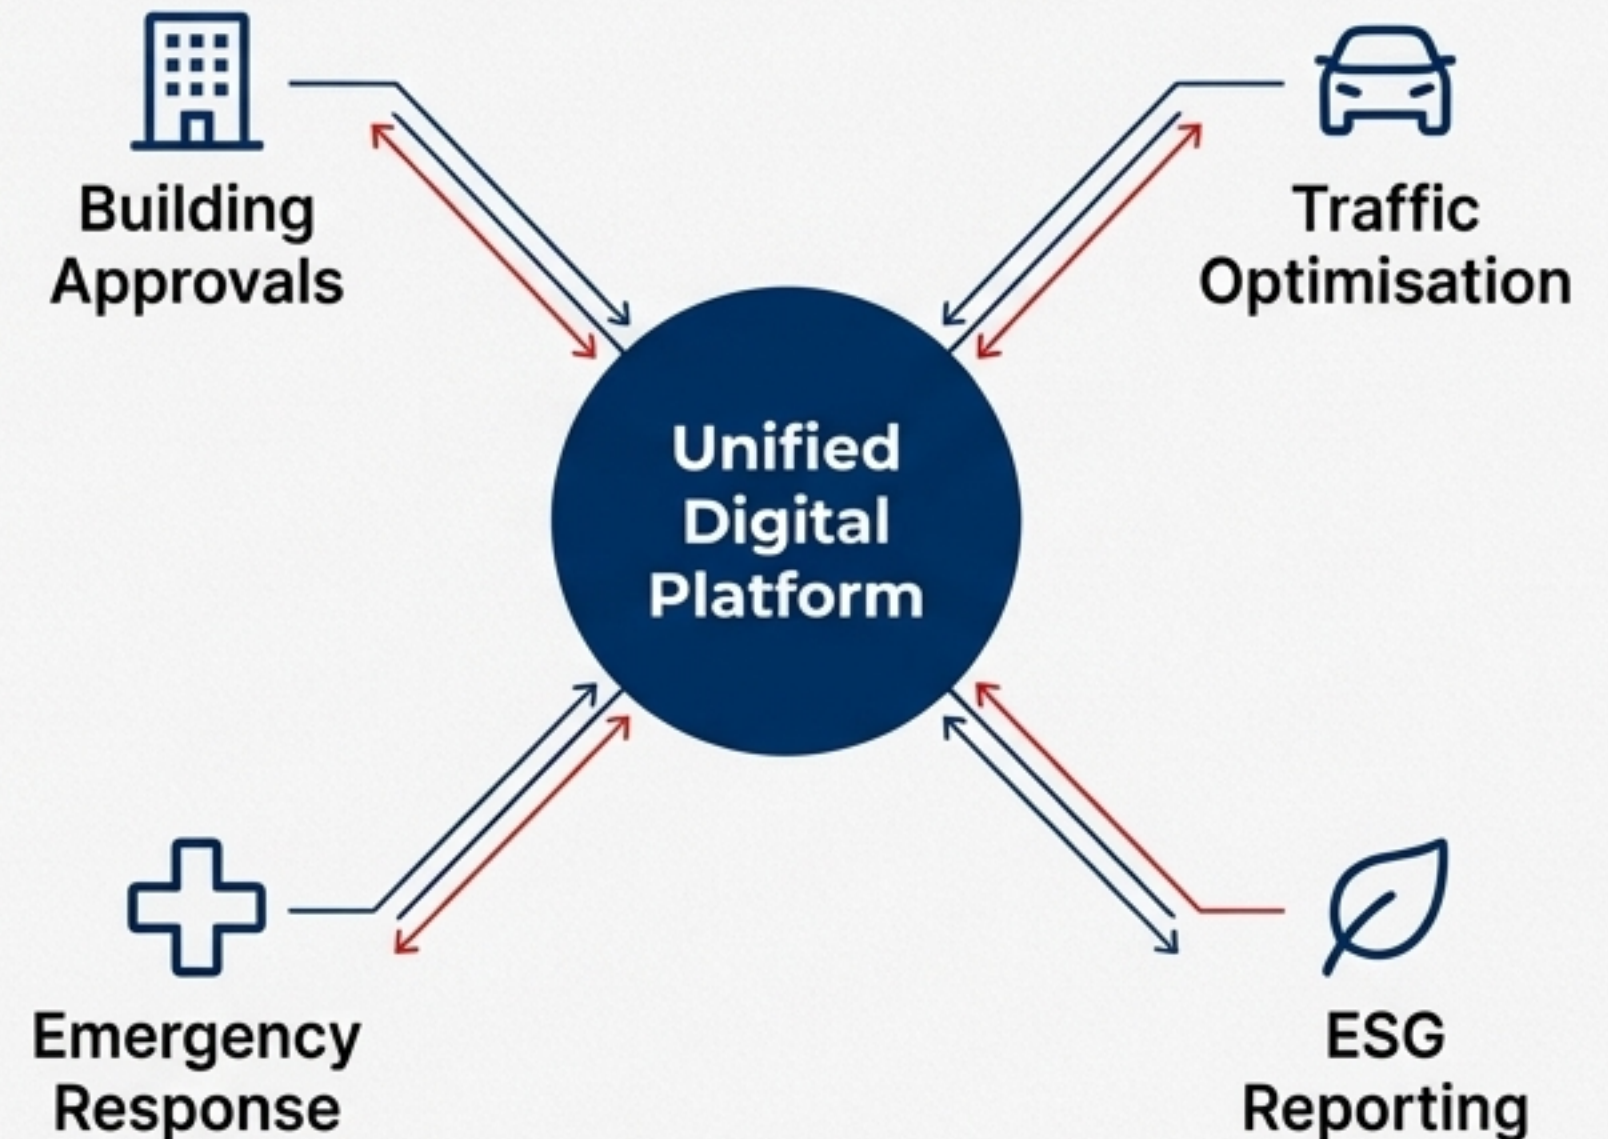 Building
Approvals
Traffic
Optimisation
Unified
Digital
Platform
Emergency
Response
ESG
Reporting